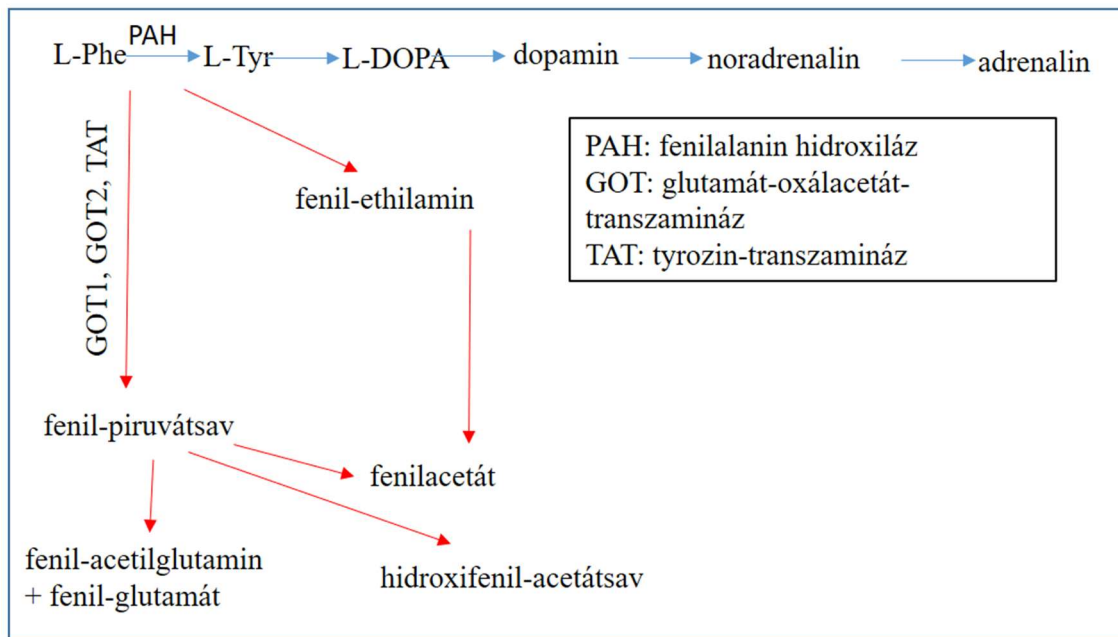 PAH
L-Phe L-Tyr L-DOPA dopamin noradrenalin adrenalin
GOT1, GOT2, TAT
PAH: fenilalanin hidroxiláz
GOT: glutamát-oxálacetát-
transzamináz
TAT: tyrozin-transzamináz
fenil-ethilamin
fenil-piruvátsav
fenilacetát
fenil-acetilglutamin
+ fenil-glutamát
hidroxifenil-acetátsav